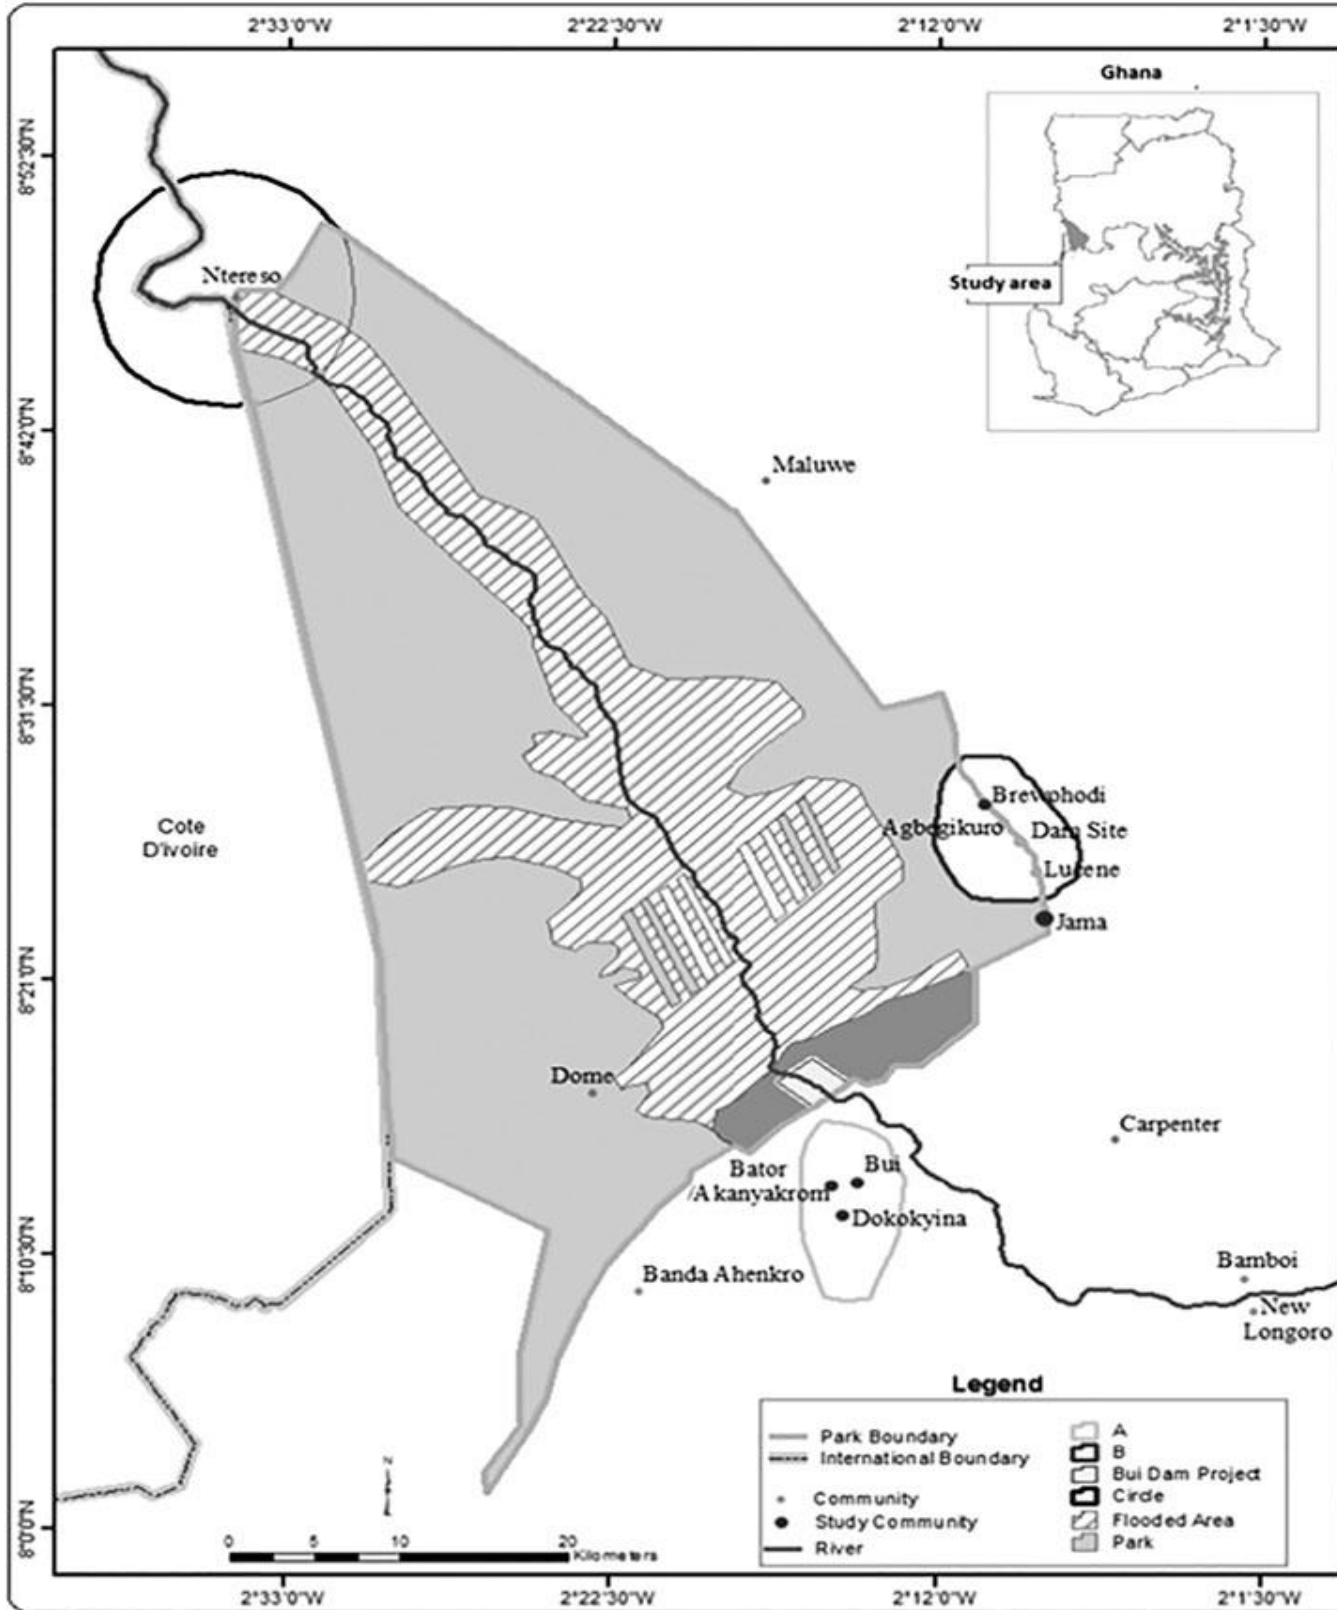 2°33'0"W 2°22'30"W 2°12'0"W 2°1'30"W
Ghana
8°52'30"N
Study area
Ntereso
8°42'0"N
Maluwe
8°31'30"N
Brewphodi
Agbegikuro Dam Site
Cote
D'ivoire
Lucene
Jama
8°21'0"N
Dome
Carpenter
Bator
/Akanyakrom
Bui
Dokokyina
8°10'30"N
Banda Ahenkro
Bamboi
New
Longoro
Legend
Park Boundary
International Boundary
Community
Study Community
River
A
B
Bui Dam Project
Circle
Flooded Area
Park
N
8°0'0"N
0 5 10 20
Kilometers
2°33'0"W 2°22'30"W 2°12'0"W 2°1'30"W